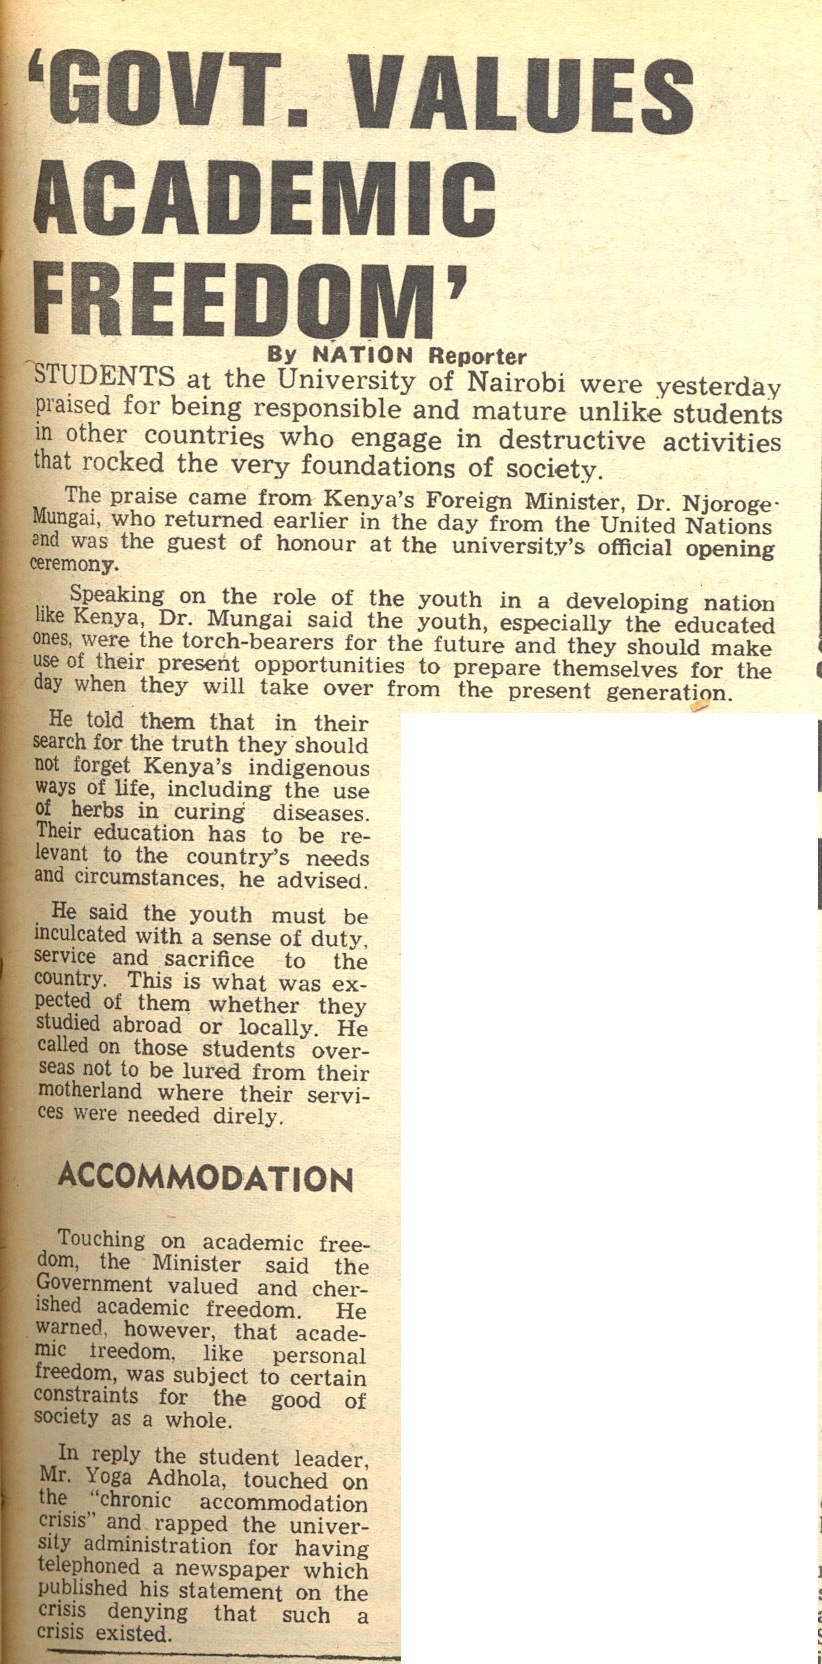 ‘GOVT. VALUES
ACADEMIC
FREEDOM’
By NATION Reporter
STUDENTS at the University of Nairobi were yesterday
praised for being responsible and mature unlike students
in other countries who engage in destructive activities
that rocked the very foundations of society.
The praise came from Kenya's Foreign Minister, Dr. Njoroge
Mungai, who returned earlier in the day from the United Nations
and was the guest of honour at the university's official opening
ceremony.
Speaking on the role of the youth in a developing nation
like Kenya, Dr. Mungai said the youth, especially the educated
ones, were the torch-bearers for the future and they should make
use of their present opportunities to prepare themselves for the
day when they will take over from the present generation.
He told them that in their
search for the truth they should
not forget Kenya's indigenous
ways of life, including the use
of herbs in curing diseases.
Their education has to be re-
levant to the country's needs
and circumstances, he advised.
He said the youth must be
inculcated with a sense of duty,
service and sacrifice to the
country. This is what was ex-
pected of them whether they
studied abroad or locally. He
called on those students over-
seas not to be lured from their
motherland where their servi-
ces were needed direly.
ACCOMMODATION
Touching on academic free-
dom, the Minister said the
Government valued and cher-
ished academic freedom. He
warned, however, that acade-
mic freedom, like personal
freedom, was subject to certain
constraints for the good of
society as a whole.
In reply the student leader,
Mr. Yoga Adhola, touched on
the "chronic accommodation
crisis" and rapped the univer-
sity administration for having
telephoned a newspaper which
published his statement on the
crisis denying that such a
crisis existed.